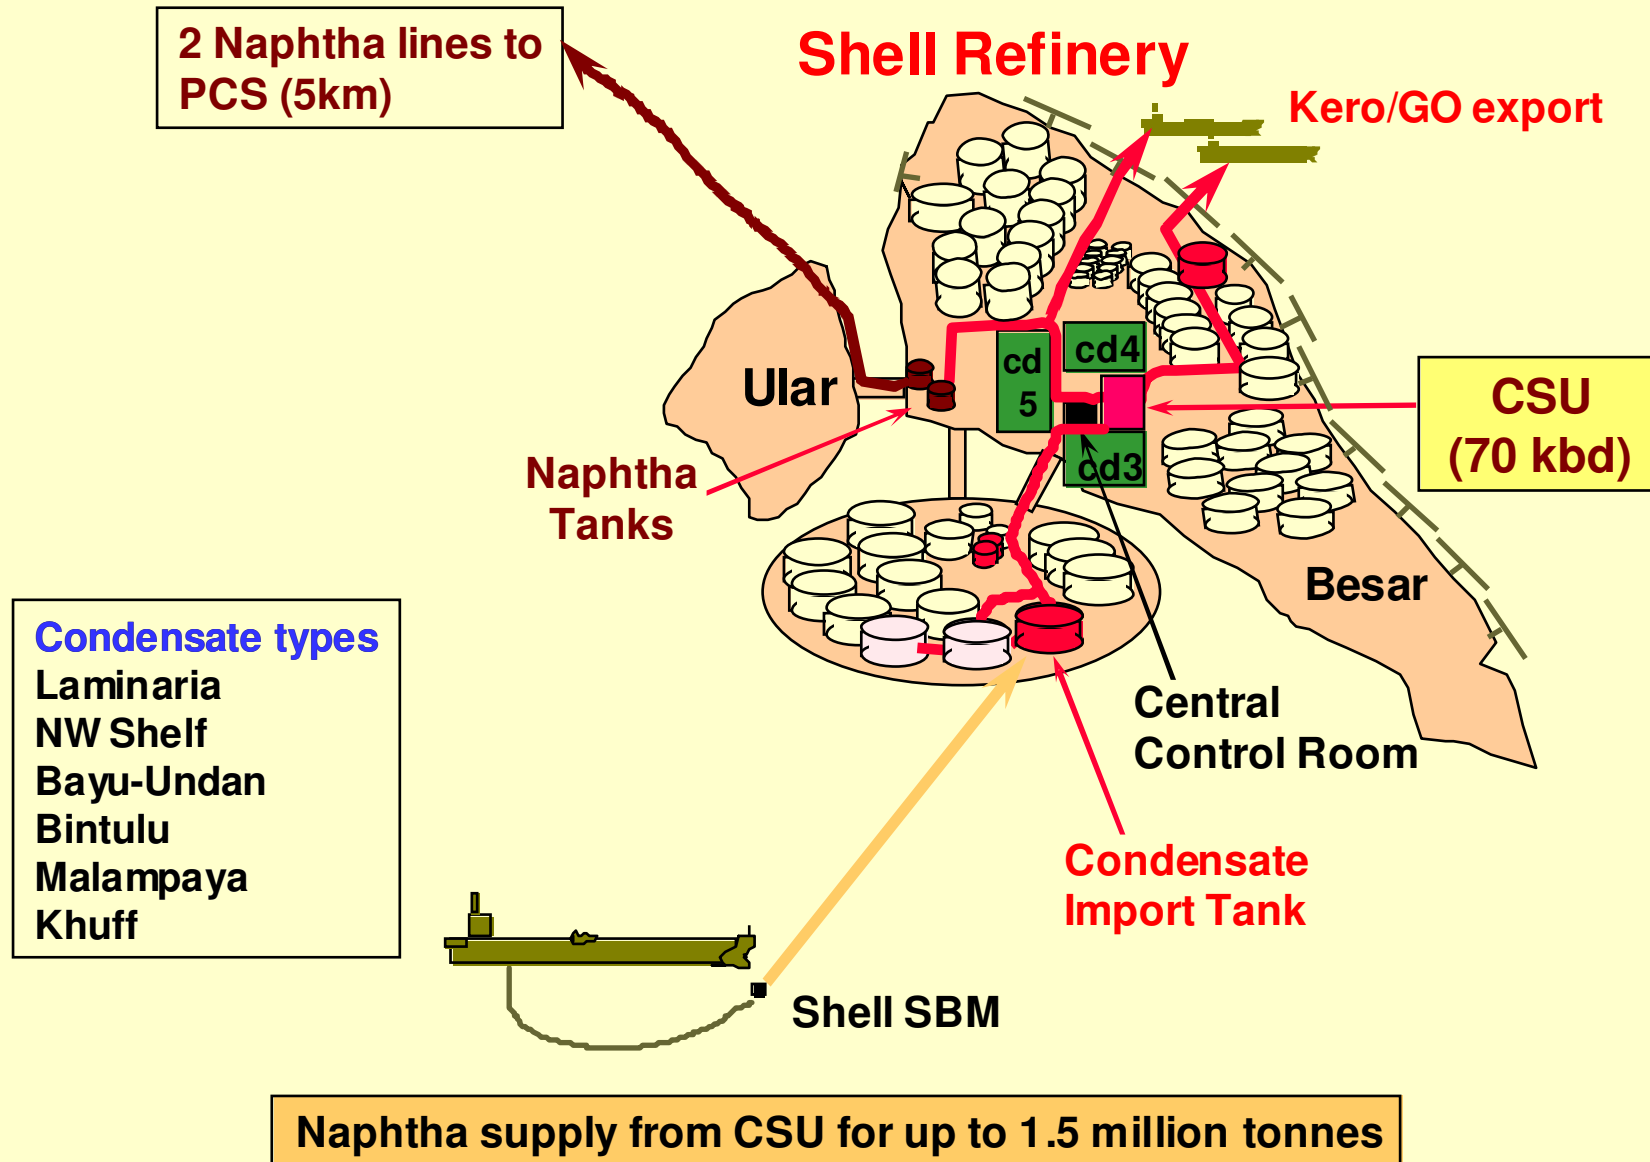 2 Naphtha lines to
PCS (5km)
Shell Refinery
Kero/GO export
cd
5
cd4
cd3
Ular
CSU
(70 kbd)
Naphtha
Tanks
Besar
Condensate types
Laminaria
NW Shelf
Bayu-Undan
Bintulu
Malampaya
Khuff
Central
Control Room
Condensate
Import Tank
Shell SBM
Naphtha supply from CSU for up to 1.5 million tonnes